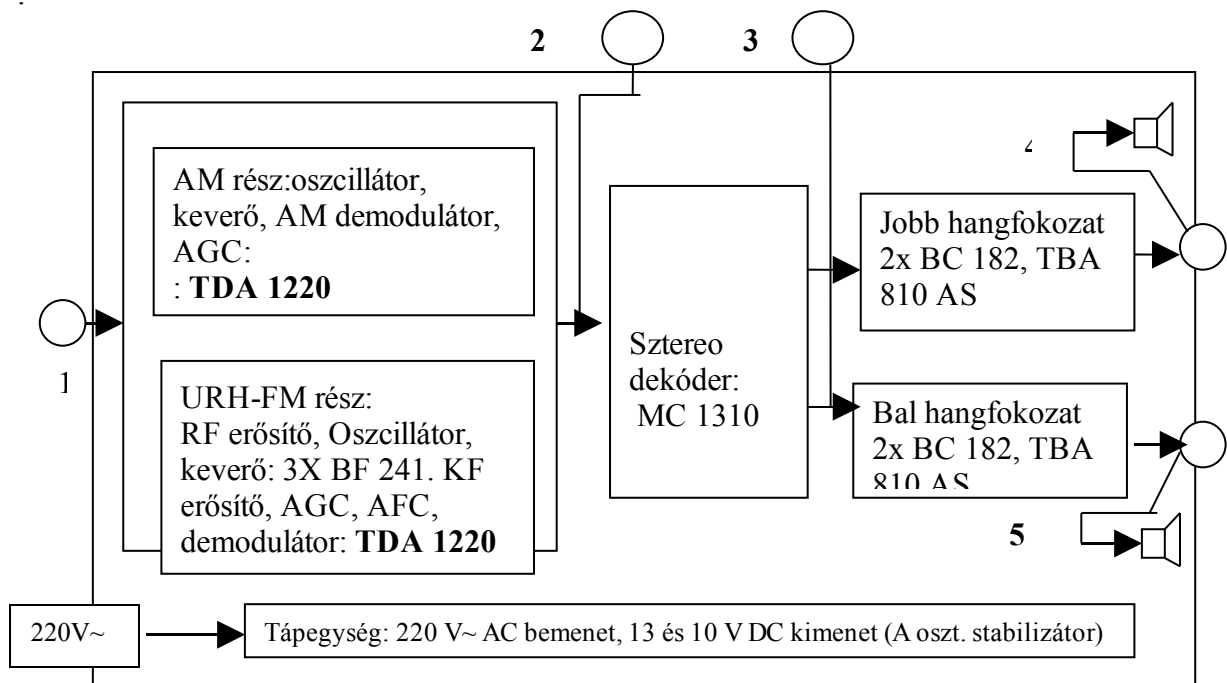 2
3
AM rész:oszcillátor,
keverő, AM demodulátor,
AGC:
: TDA 1220
1
URH-FM rész:
RF erősítő, Oszcillátor,
keverő: 3X BF 241. KF
erősítő, AGC, AFC,
demodulátor: TDA 1220
Sztereo
dekóder:
MC 1310
4
Jobb hangfokozat
2x BC 182, TBA
810 AS
Bal hangfokozat
2x BC 182, TBA
810 AS
5
220V~
Tápegység: 220 V~ AC bemenet, 13 és 10 V DC kimenet (A oszt. stabilizátor)